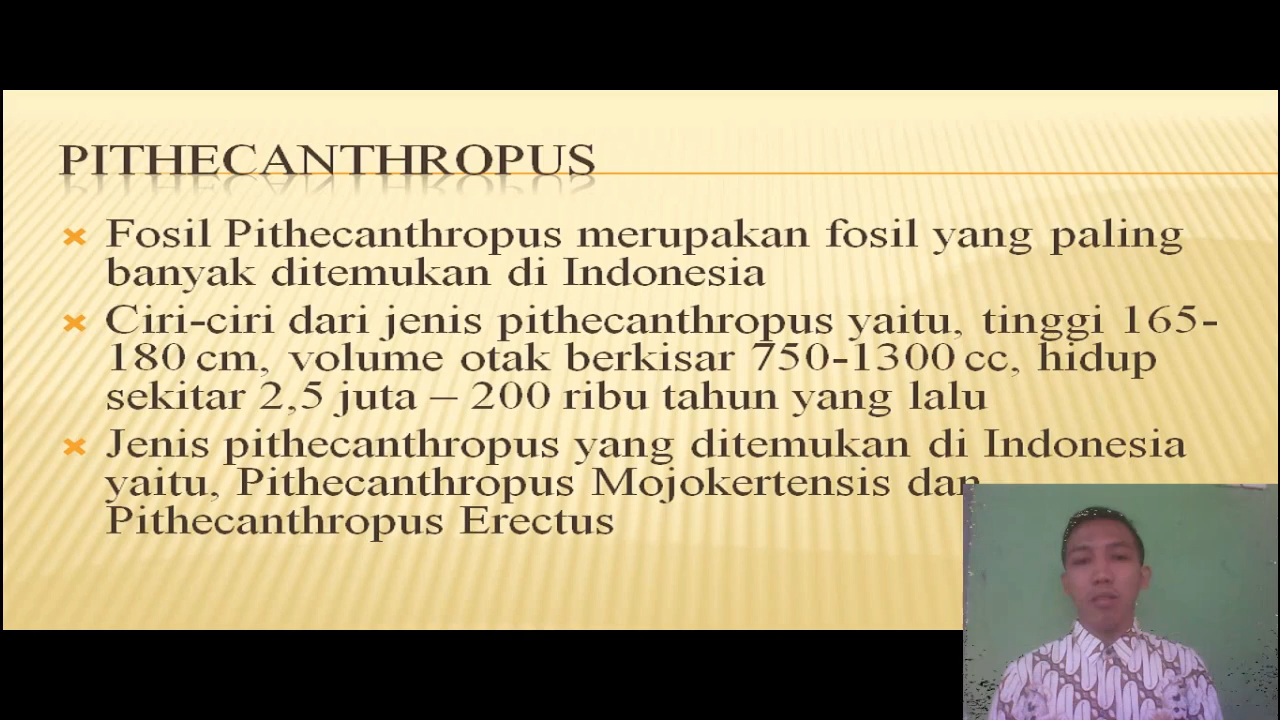 PITHECANTHROPUS
Fosil Pithecanthropus merupakan fosil yang paling
banyak ditemukan di Indonesia
Ciri-ciri dari jenis pithecanthropus yaitu, tinggi 165-
180 cm, volume otak berkisar 750-1300 cc, hidup
sekitar 2,5 juta – 200 ribu tahun yang lalu
Jenis pithecanthropus yang ditemukan di Indonesia
yaitu, Pithecanthropus Mojokertensis dan
Pithecanthropus Erectus